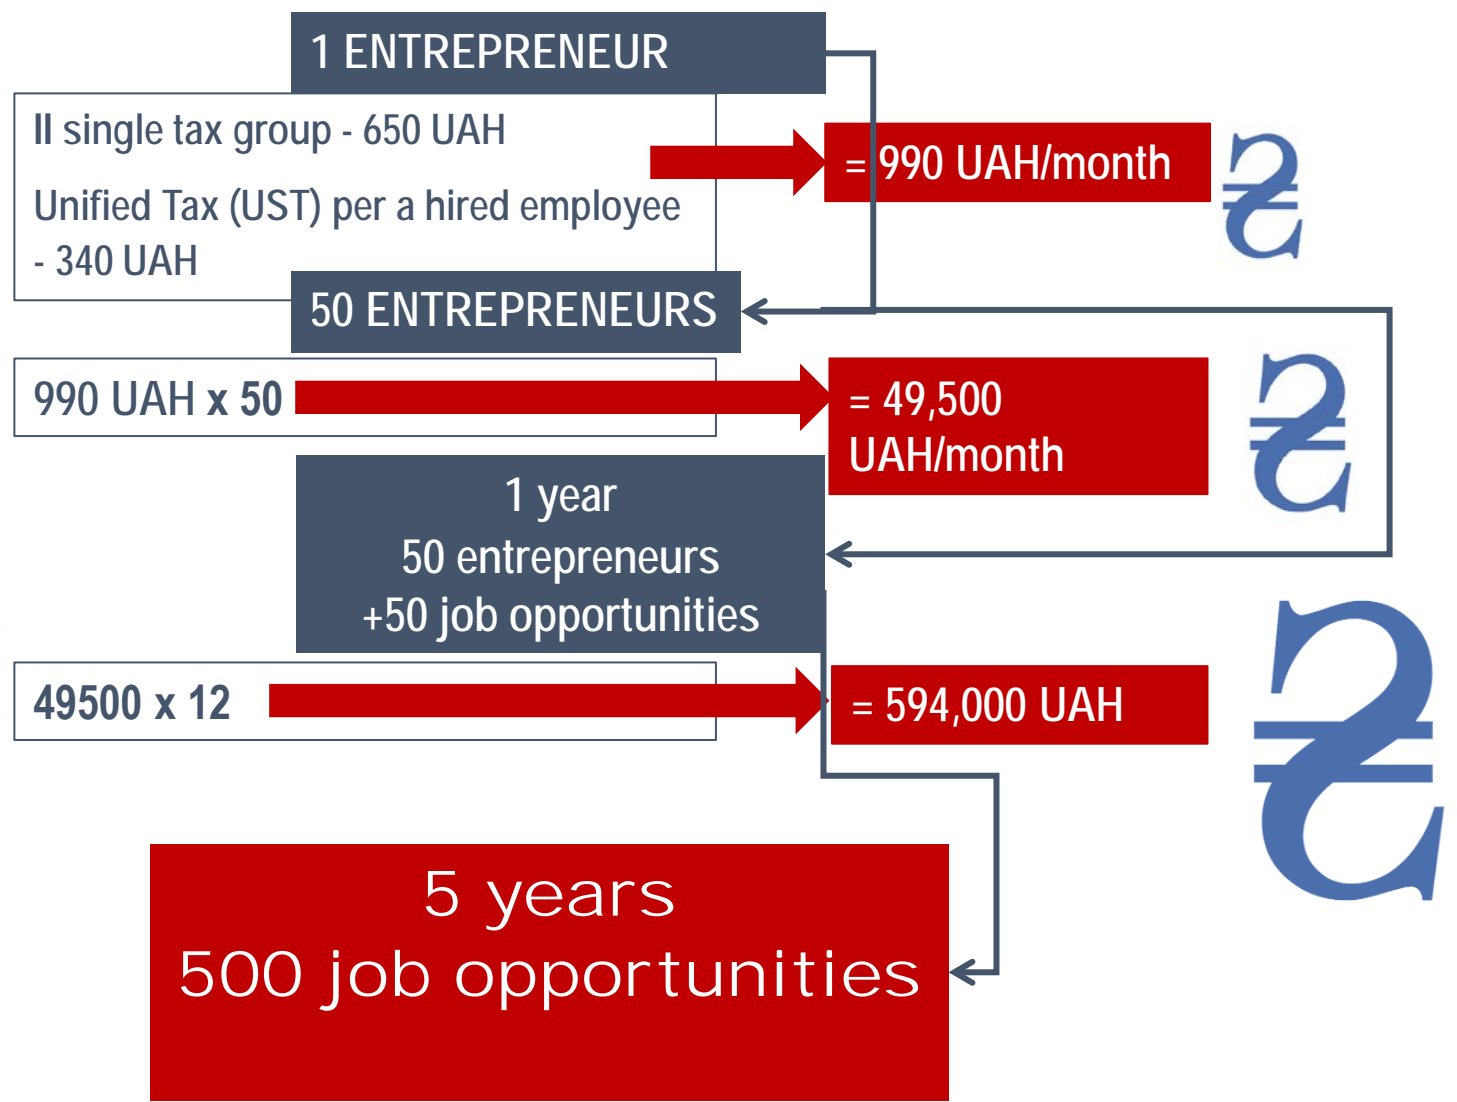 1 ENTREPRENEUR
II single tax group - 650 UAH
Unified Tax (UST) per a hired employee
- 340 UAH
= 990 UAH/month
₴
50 ENTREPRENEURS
990 UAH x 50
= 49,500
UAH/month
₴
1 year
50 entrepreneurs
+50 job opportunities
49500 x 12
= 594,000 UAH
₴
5 years
500 job opportunities